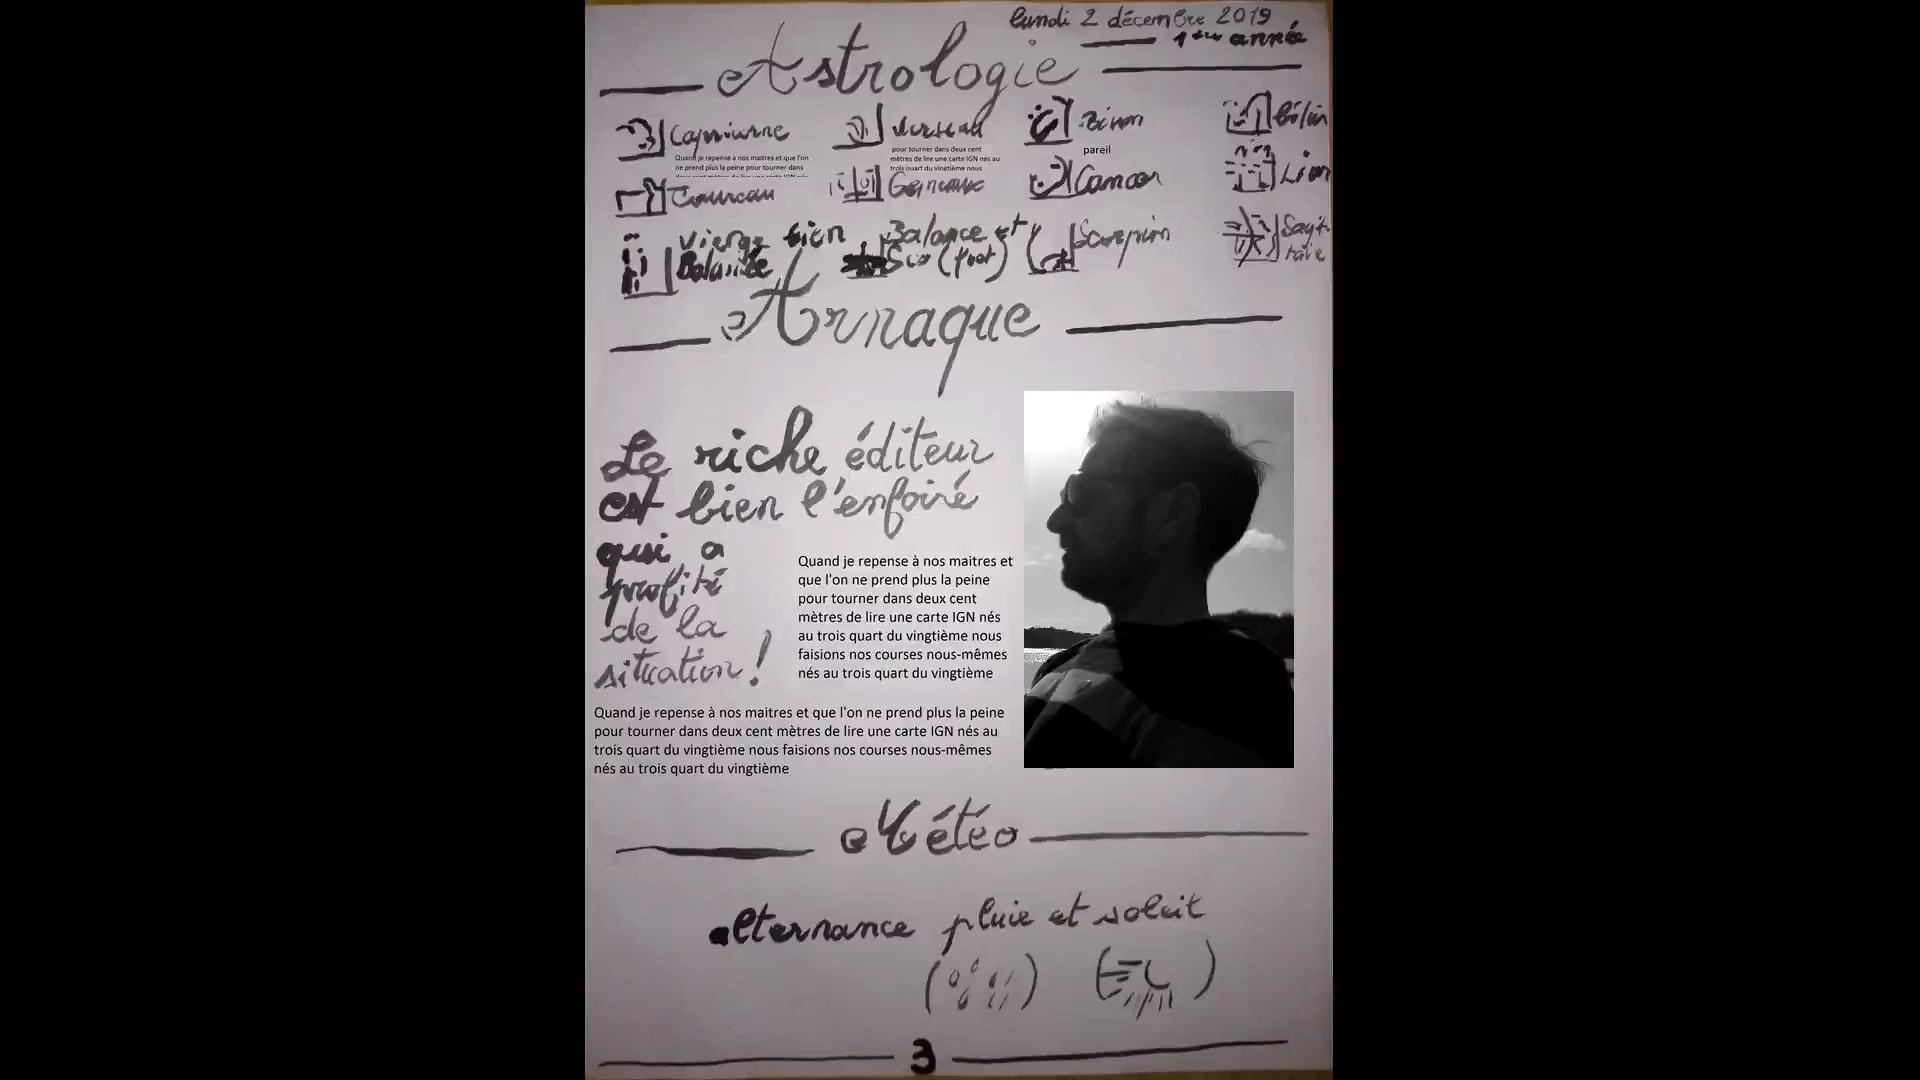 lundi 2 décembre 2019
1ère année
Astrologie
Capricorne
Quand je repense à nos maitres et que l'on
ne prend plus la peine pour tourner dans
Verseau
pour tourner dans deux cent
mètres de lire une carte IGN nés au
trois quart du vingtième nous
pareil
Taureau
Gémeaux
Cancer
Lion
Vierge bien
Balancée
Balance et
Sco (foot)
Scorpion
Sagit-
taire
Arnaque
Le riche éditeur
est bien l'enfoiré
qui a
profité
de la
situation !
Quand je repense à nos maitres et
que l'on ne prend plus la peine
pour tourner dans deux cent
mètres de lire une carte IGN nés
au trois quart du vingtième nous
faisions nos courses nous-mêmes
nés au trois quart du vingtième
Quand je repense à nos maitres et que l'on ne prend plus la peine
pour tourner dans deux cent mètres de lire une carte IGN nés au
trois quart du vingtième nous faisions nos courses nous-mêmes
nés au trois quart du vingtième
Météo
alternance pluie et soleil
3